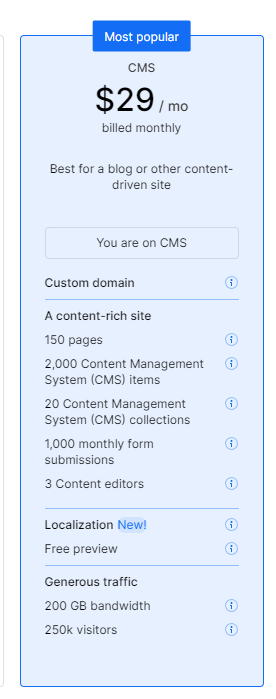 Most popular
CMS
$29 / mo
billed monthly
Best for a blog or other content-
driven site
You are on CMS
Custom domain
A content-rich site
150 pages
2,000 Content Management
System (CMS) items
20 Content Management
System (CMS) collections
1,000 monthly form
submissions
3 Content editors
Localization New!
Free preview
Generous traffic
200 GB bandwidth
250k visitors